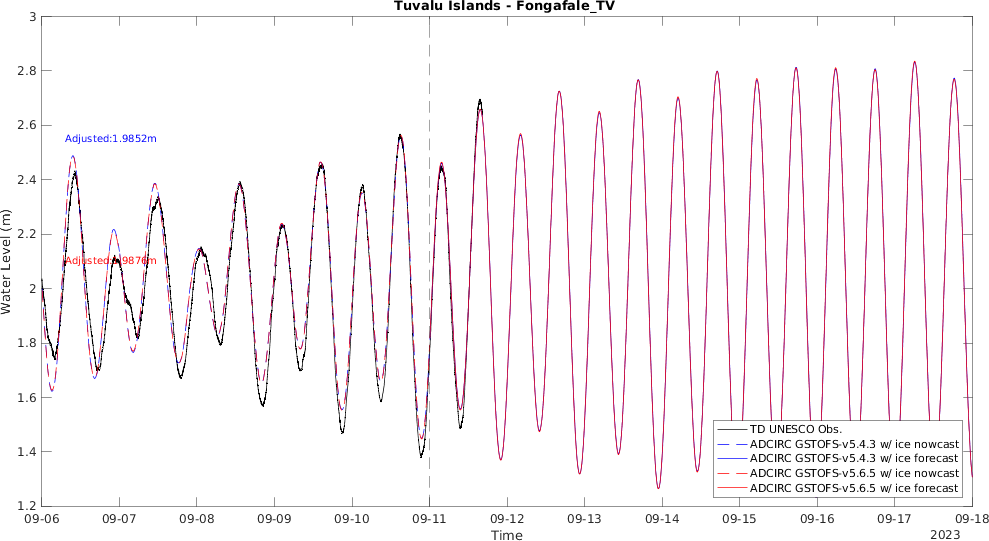 Tuvalu Islands - Fongafale_TV
3
2.8
2.6
2.4
2.2
2
1.8
1.6
1.4
1.2
Water Level (m)
Adjusted:1.9852m
TD UNESCO Obs.
ADCIRC GSTOFS-v5.4.3 w/ ice nowcast
ADCIRC GSTOFS-v5.4.3 w/ ice forecast
ADCIRC GSTOFS-v5.6.5 w/ ice nowcast
ADCIRC GSTOFS-v5.6.5 w/ ice forecast
09-06 09-07 09-08 09-09 09-10 09-11 09-12 09-13 09-14 09-15 09-16 09-17 09-18
Time
2023